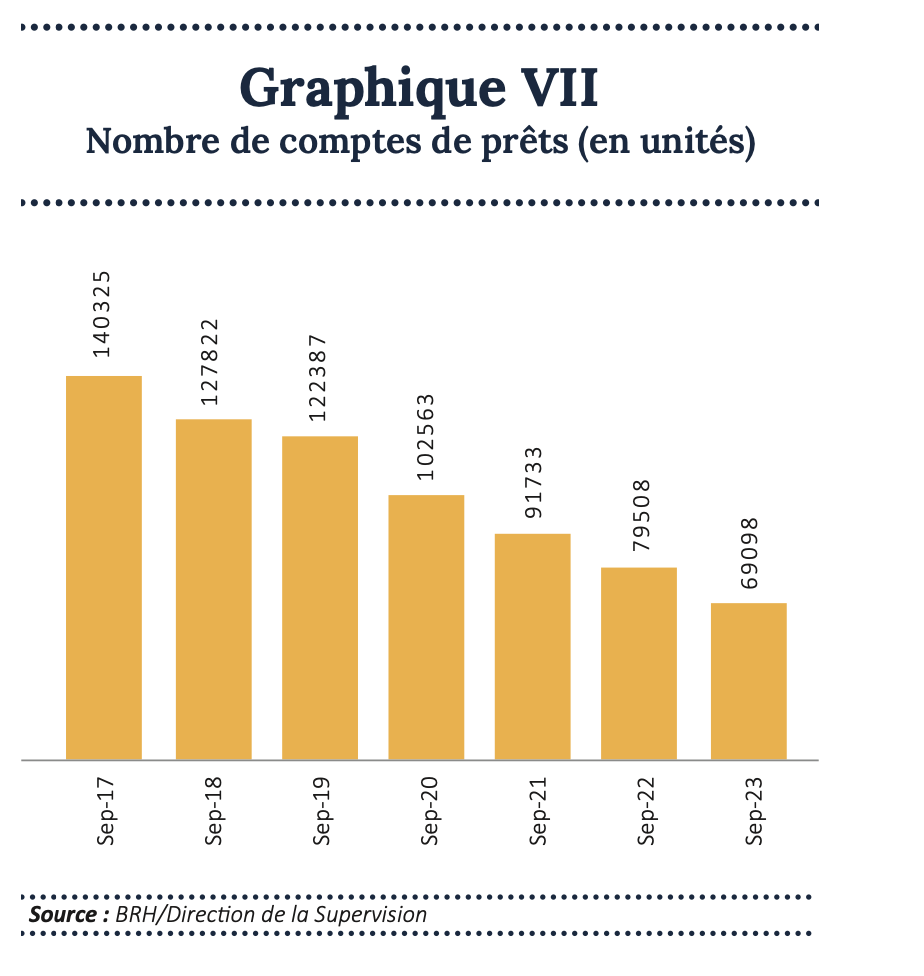 Graphique VII
Nombre de comptes de prêts (en unités)
140325
127822
122387
102563
91733
79508
69098
Sep-17
Sep-18
Sep-19
Sep-20
Sep-21
Sep-22
Sep-23
Source : BRH/Direction de la Supervision